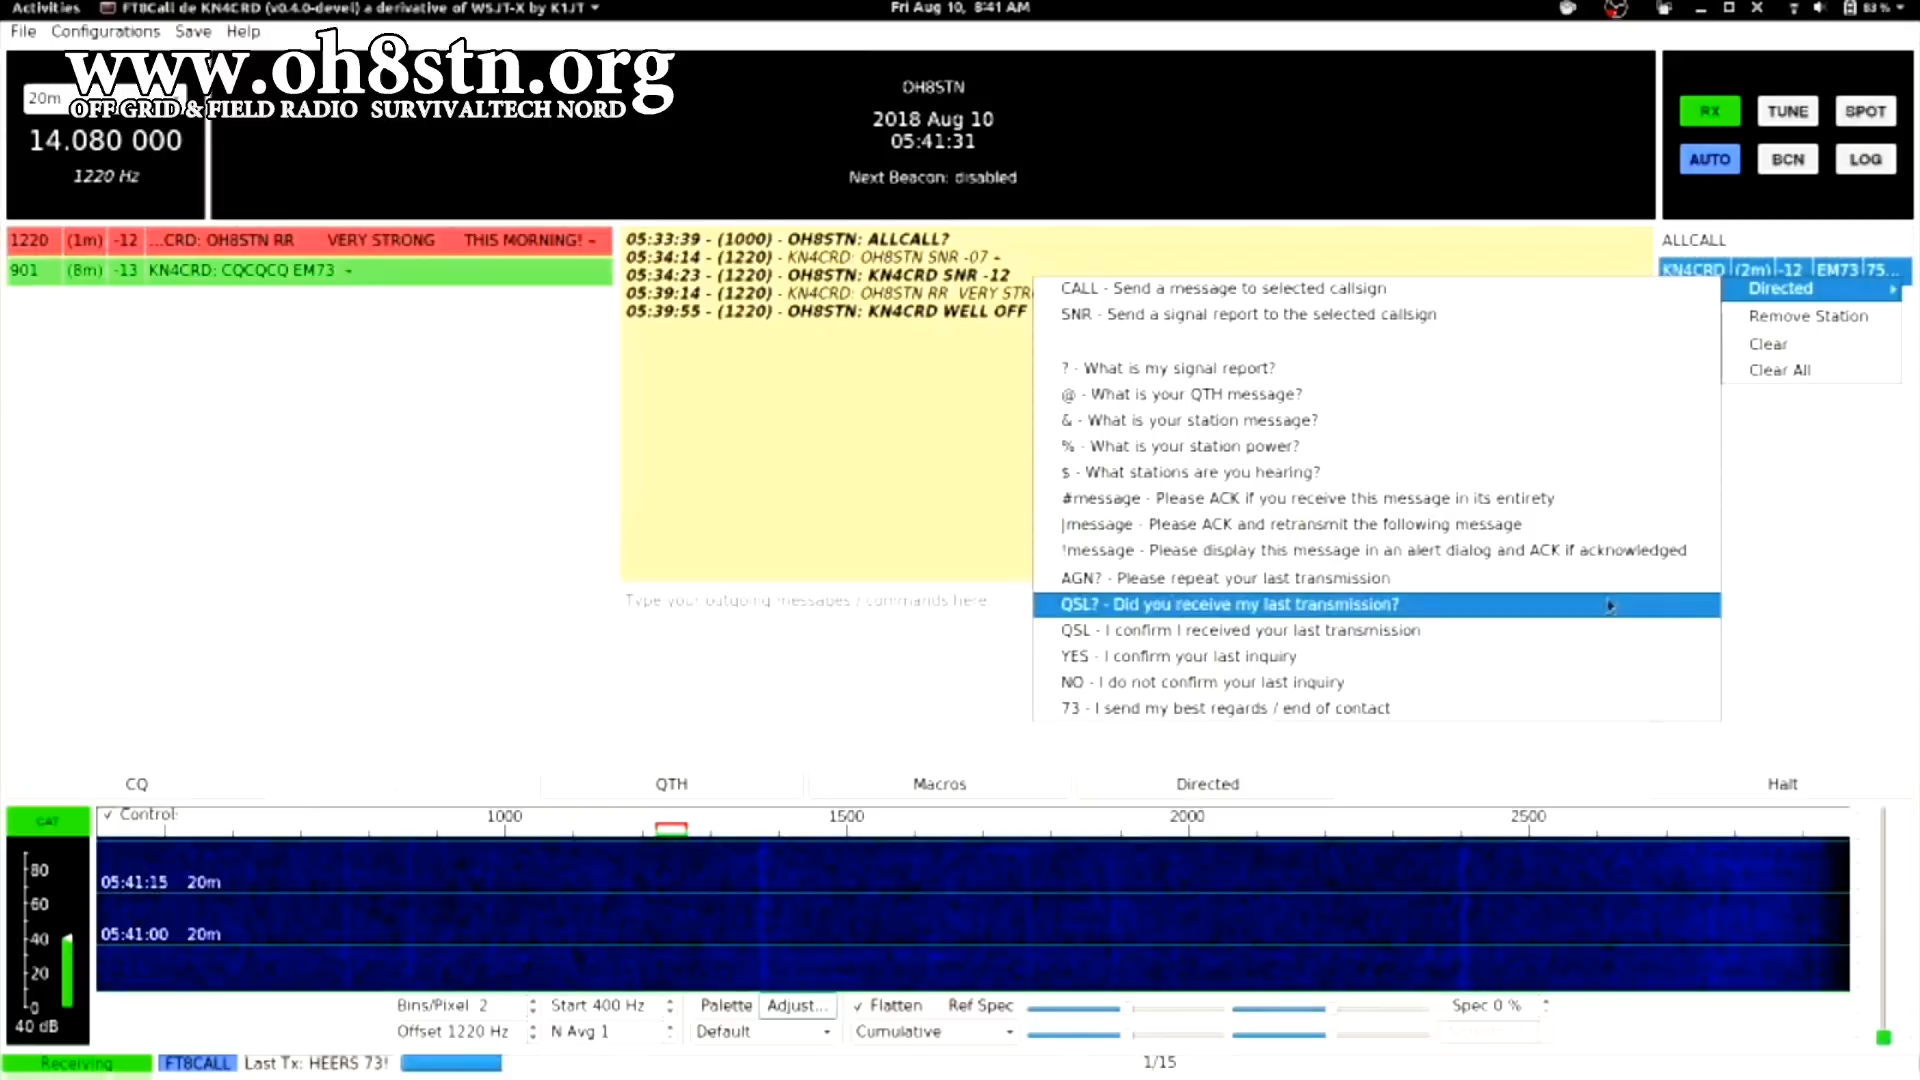 Activities FT8Call de KN4CRD (v0.4.0-devel) a derivative of WSJT-X by K1JT
Fri Aug 10, 8:41 AM
83 %
File Configurations Save Help
www.oh8stn.org
OFF GRID & FIELD RADIO SURVIVALTECH NORD
20m
14.080 000
1220 Hz
OH8STN
2018 Aug 10
05:41:31
Next Beacon: disabled
RX TUNE SPOT
AUTO BCN LOG
1220 (1m) -12 ...CRD: OH8STN RR VERY STRONG THIS MORNING! ~
901 (8m) -13 KN4CRD: CQCQCQ EM73 ~
05:33:39 - (1000) - OH8STN: ALLCALL?
05:34:14 - (1220) - KN4CRD: OH8STN SNR -07 ~
05:34:23 - (1220) - OH8STN: KN4CRD SNR -12
05:39:14 - (1220) - KN4CRD: OH8STN RR VERY STR
05:39:55 - (1220) - OH8STN: KN4CRD WELL OFF
Type your outgoing messages / commands here.
ALLCALL
KN4CRD (2m) -12 EM73 75...
Directed
Remove Station
Clear
Clear All
CALL - Send a message to selected callsign
SNR - Send a signal report to the selected callsign
? - What is my signal report?
@ - What is your QTH message?
& - What is your station message?
% - What is your station power?
$ - What stations are you hearing?
#message - Please ACK if you receive this message in its entirety
|message - Please ACK and retransmit the following message
!message - Please display this message in an alert dialog and ACK if acknowledged
AGN? - Please repeat your last transmission
QSL? - Did you receive my last transmission?
QSL - I confirm I received your last transmission
YES - I confirm your last inquiry
NO - I do not confirm your last inquiry
73 - I send my best regards / end of contact
CQ QTH Macros Directed Halt
CAT
✓ Controls 1000 1500 2000 2500
80
60
40
20
0
40 dB
05:41:15 20m
05:41:00 20m
Bins/Pixel 2 Start 400 Hz Palette Adjust... ✓ Flatten Ref Spec Spec 0 %
Offset 1220 Hz N Avg 1 Default Cumulative
Receiving FT8CALL Last Tx: HEERS 73! 1/15